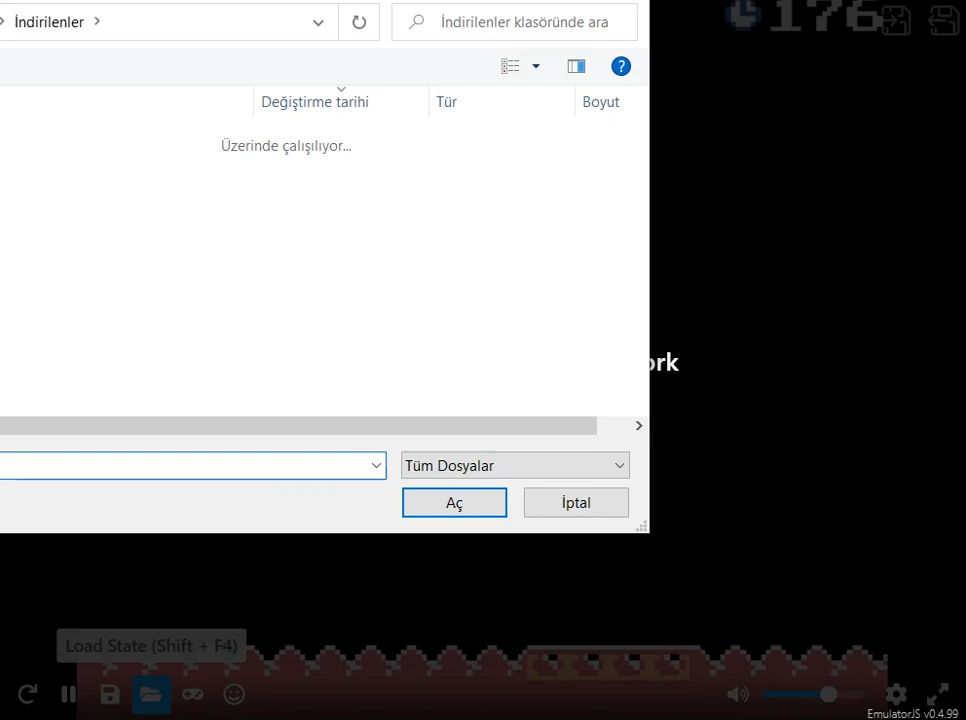 İndirilenler
İndirilenler klasöründe ara
176
Değiştirme tarihi
Tür
Boyut
Üzerinde çalışılıyor...
ork
Tüm Dosyalar
Aç
İptal
Load State (Shift + F4)
EmulatorJS v0.4.99